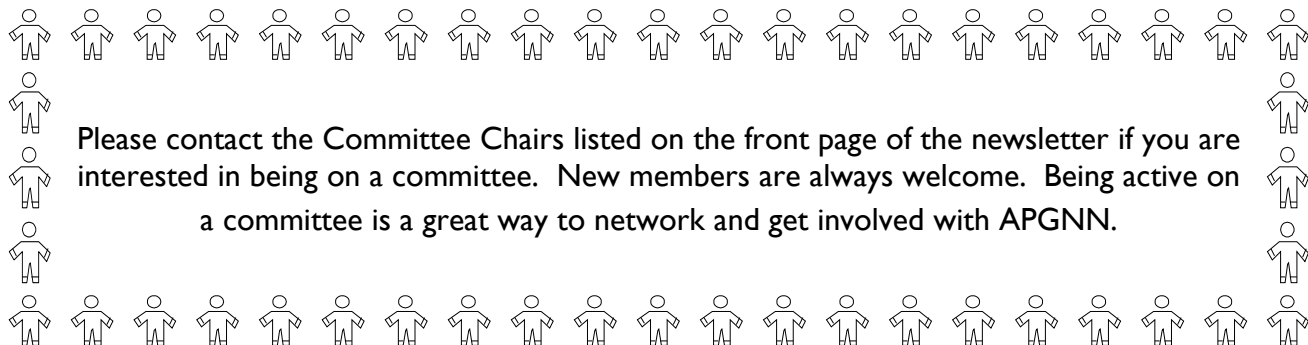 Please contact the Committee Chairs listed on the front page of the newsletter if you are
interested in being on a committee.  New members are always welcome.  Being active on
a committee is a great way to network and get involved with APGNN.